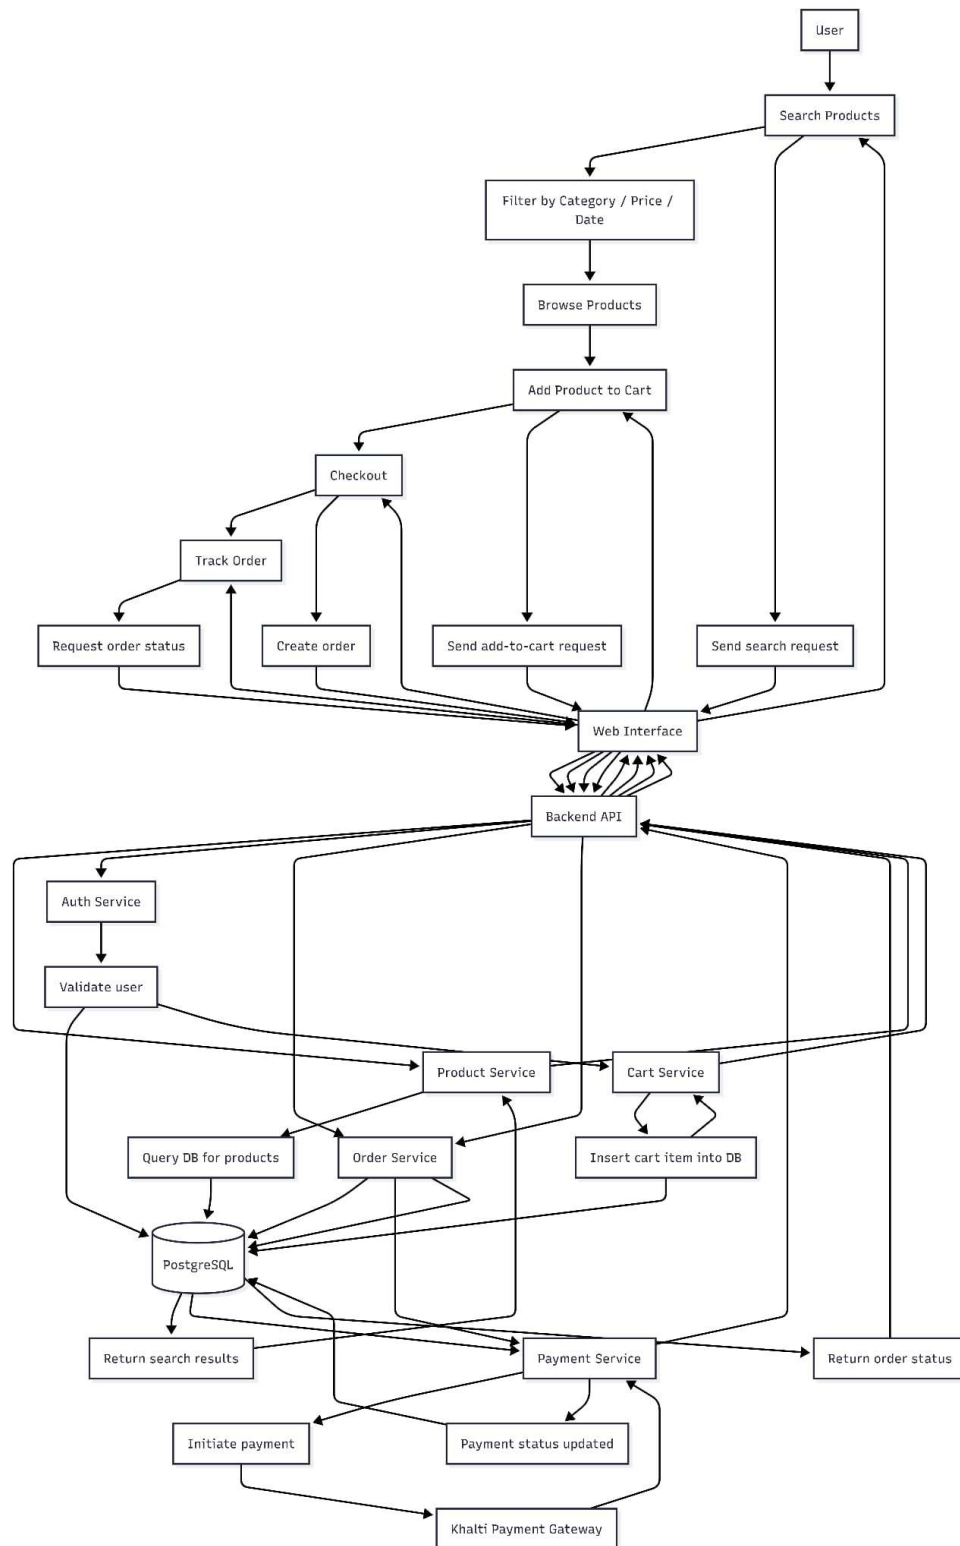 User
Search Products
Filter by Category / Price /
Date
Browse Products
Add Product to Cart
Checkout
Track Order
Request order status
Create order
Send add-to-cart request
Send search request
Web Interface
Backend API
Auth Service
Validate user
Product Service
Cart Service
Query DB for products
Order Service
Insert cart item into DB
PostgreSQL
Return search results
Payment Service
Return order status
Initiate payment
Payment status updated
Khalti Payment Gateway